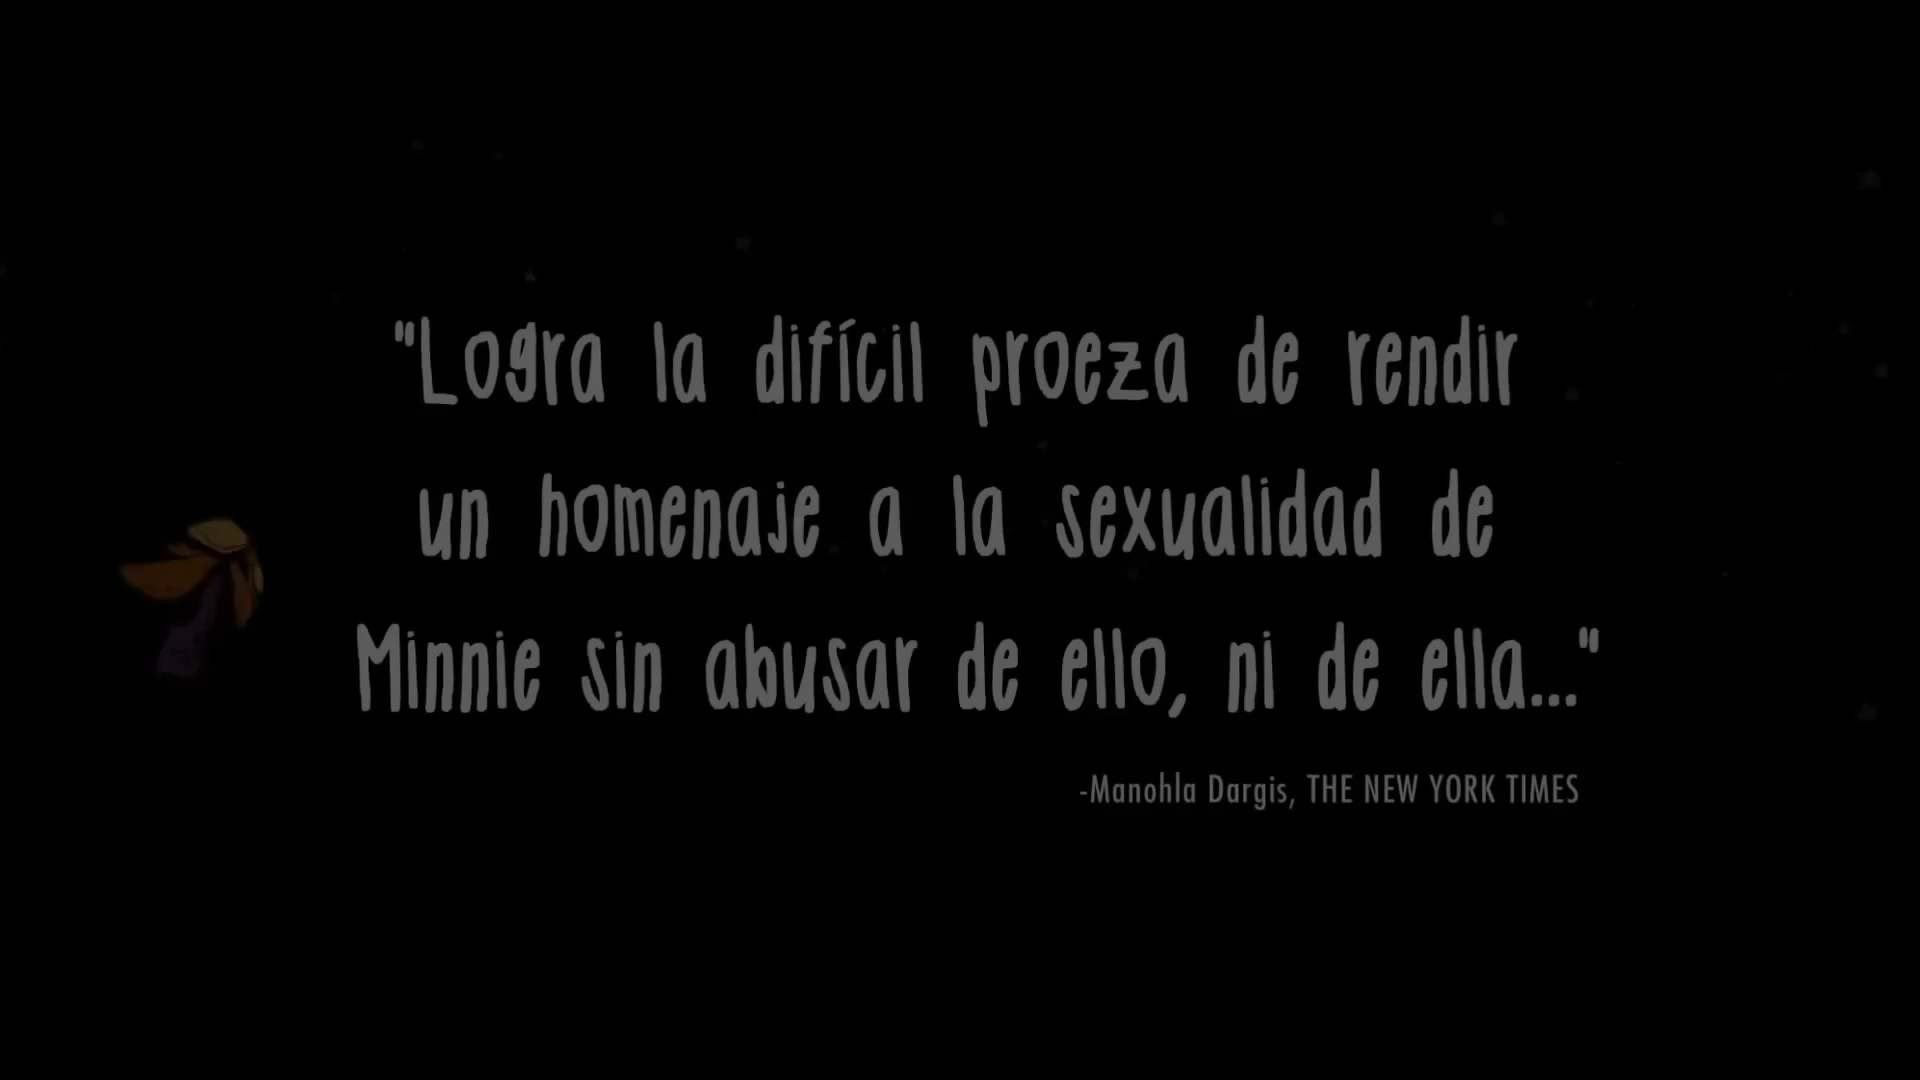 "Logra la difícil proeza de rendir
un homenaje a la sexualidad de
Minnie sin abusar de ello, ni de ella..."
-Manohla Dargis, THE NEW YORK TIMES